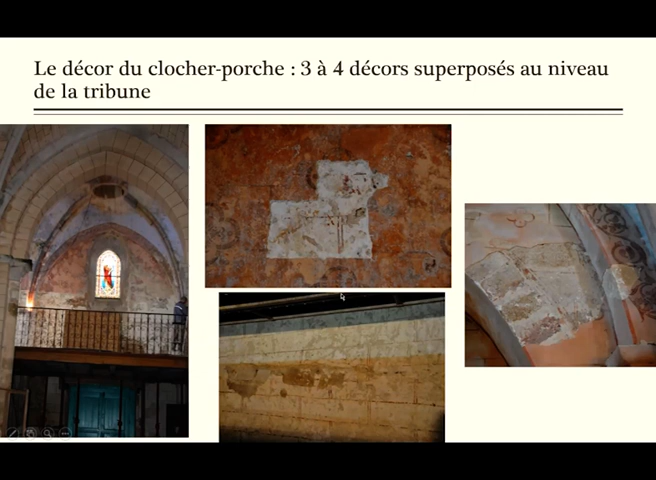 Le décor du clocher-porche : 3 à 4 décors superposés au niveau
de la tribune